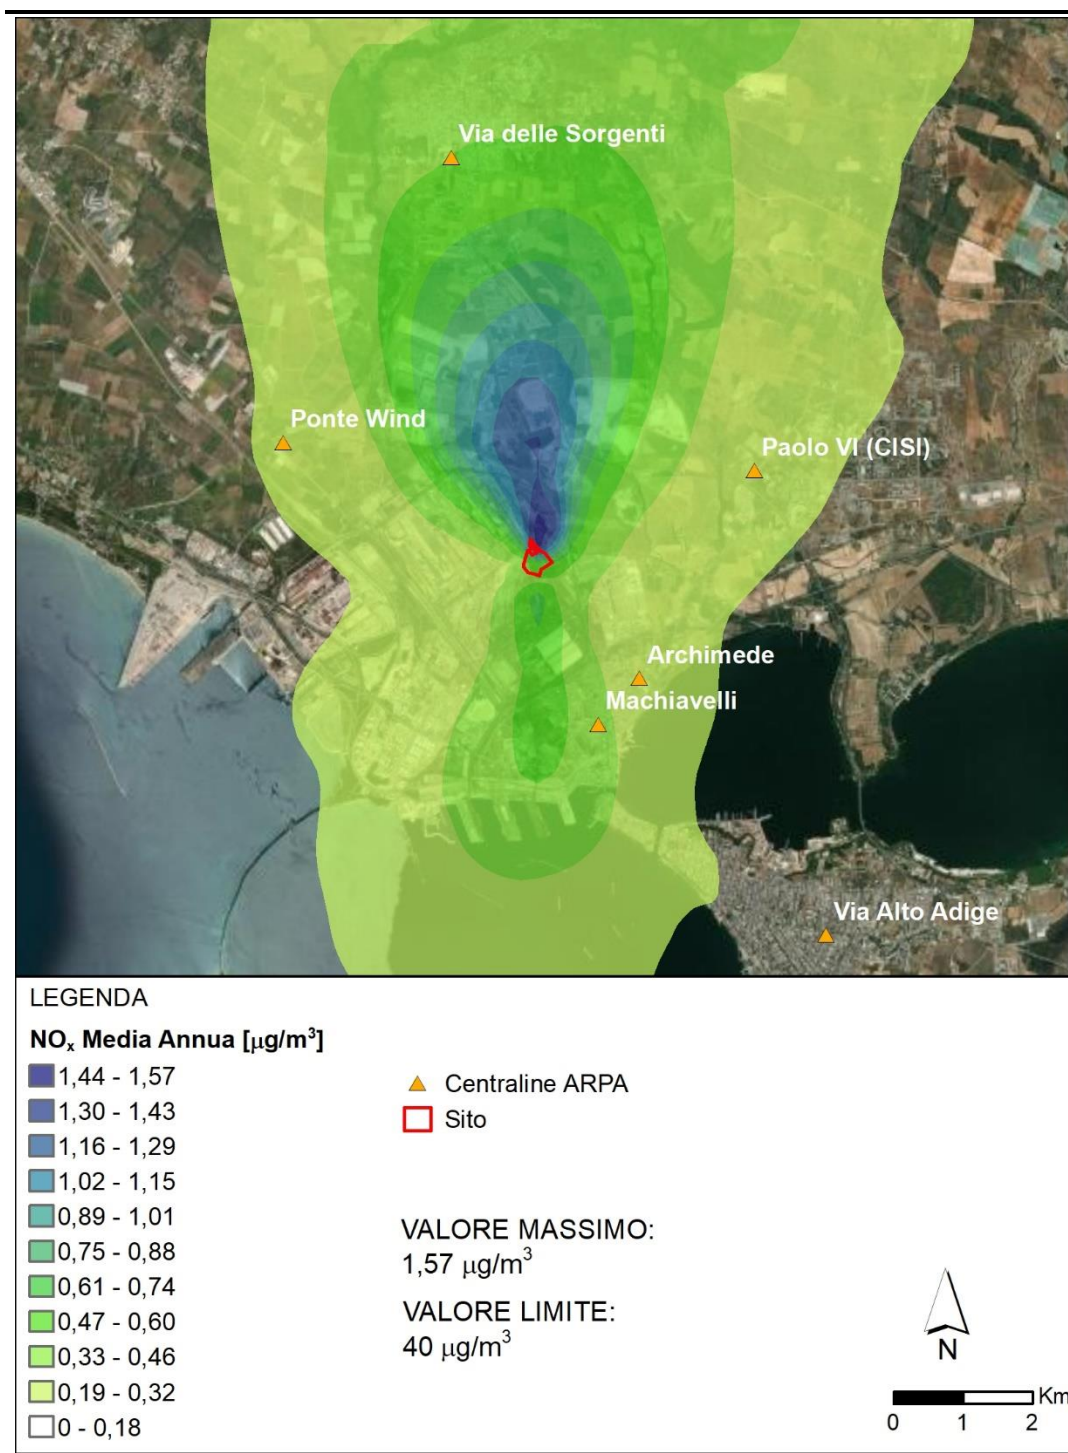 Via delle Sorgenti
Ponte Wind
Paolo VI (CISI)
Archimede
Machiavelli
Via Alto Adige
LEGENDA
NOx Media Annua [µg/m³]
1,44 - 1,57
1,30 - 1,43
1,16 - 1,29
1,02 - 1,15
0,89 - 1,01
0,75 - 0,88
0,61 - 0,74
0,47 - 0,60
0,33 - 0,46
0,19 - 0,32
0 - 0,18
Centraline ARPA
Sito
VALORE MASSIMO:
1,57 µg/m³
VALORE LIMITE:
40 µg/m³
N
Km
0 1 2